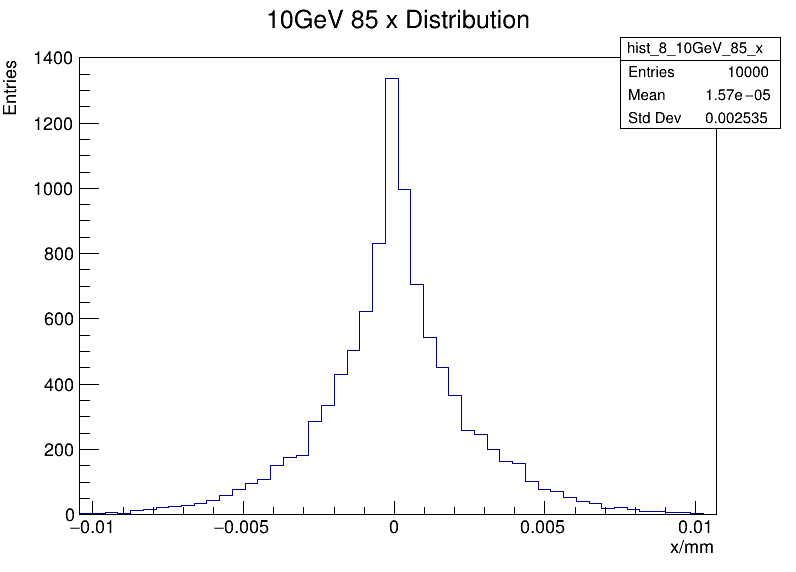 10GeV 85 x Distribution
hist_8_10GeV_85_x
Entries 10000
Mean 1.57e−05
Std Dev 0.002535
Entries
1400
1200
1000
800
600
400
200
0
−0.01 −0.005 0 0.005 0.01
x/mm